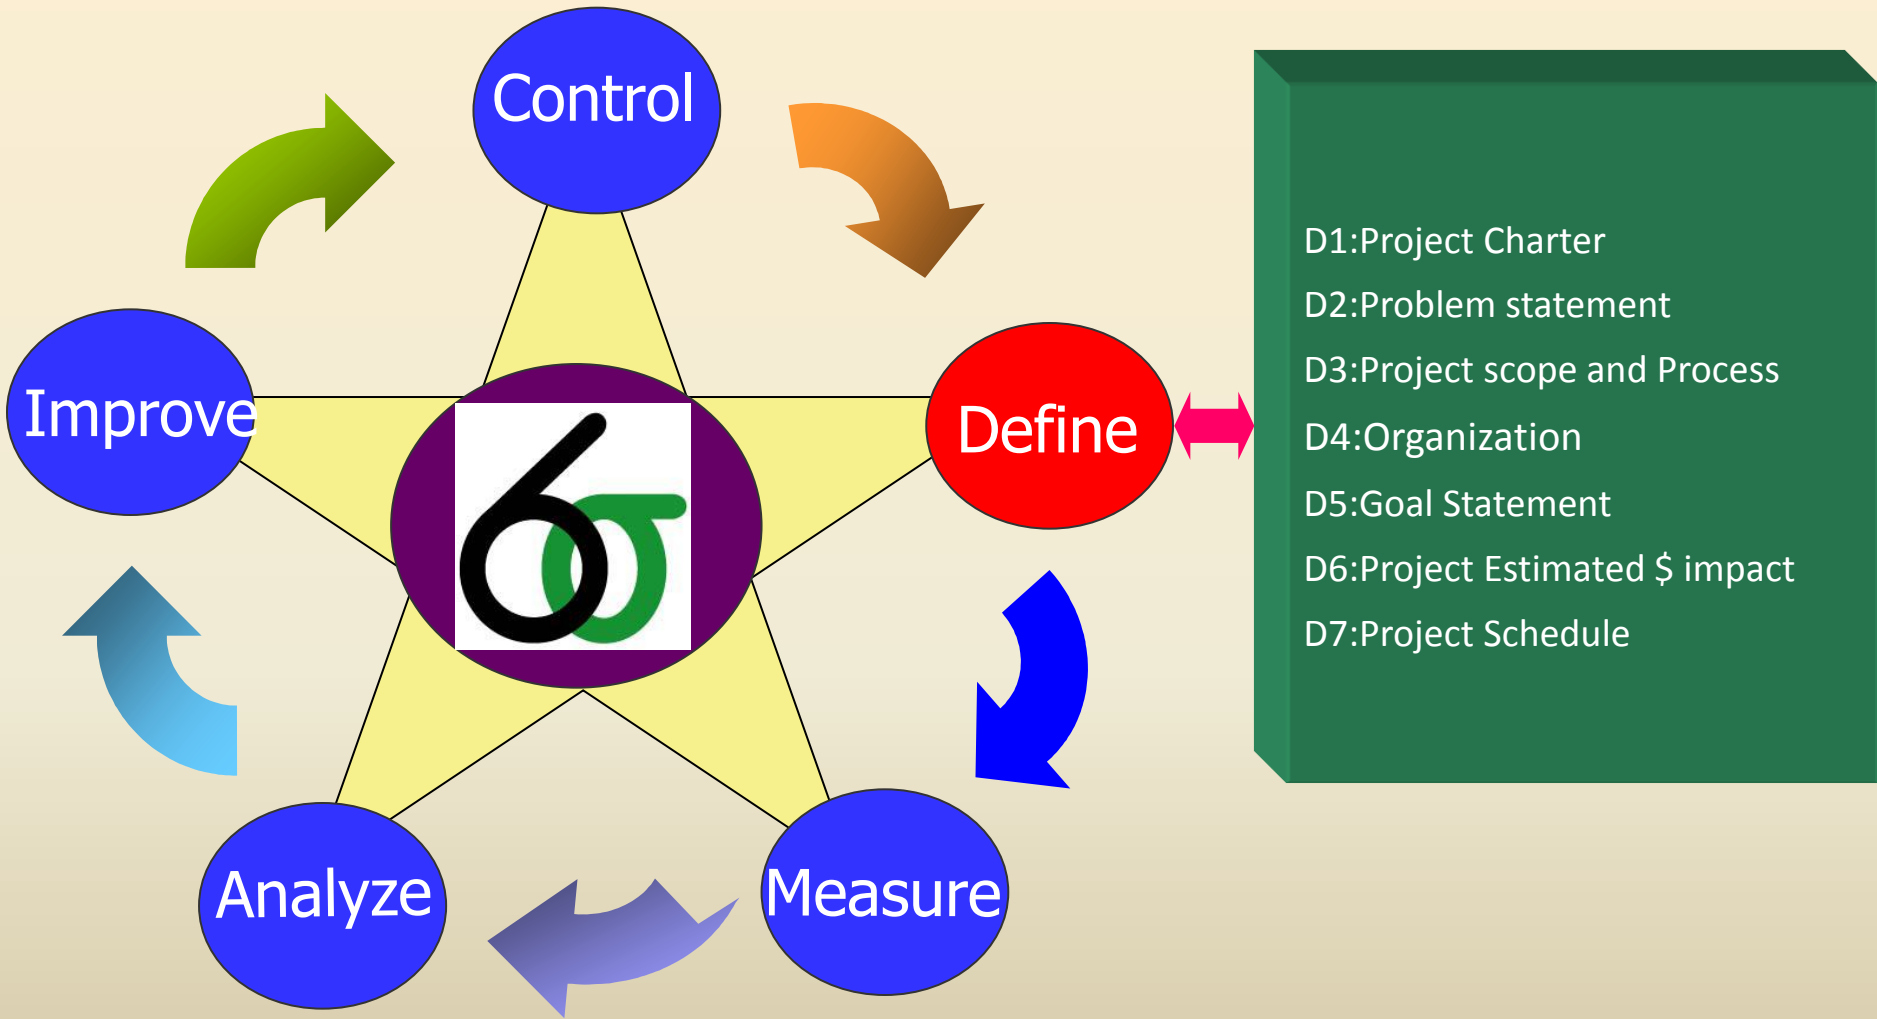 Control
Improve
Define
Analyze
Measure
6σ
D1:Project Charter
D2:Problem statement
D3:Project scope and Process
D4:Organization
D5:Goal Statement
D6:Project Estimated $ impact
D7:Project Schedule